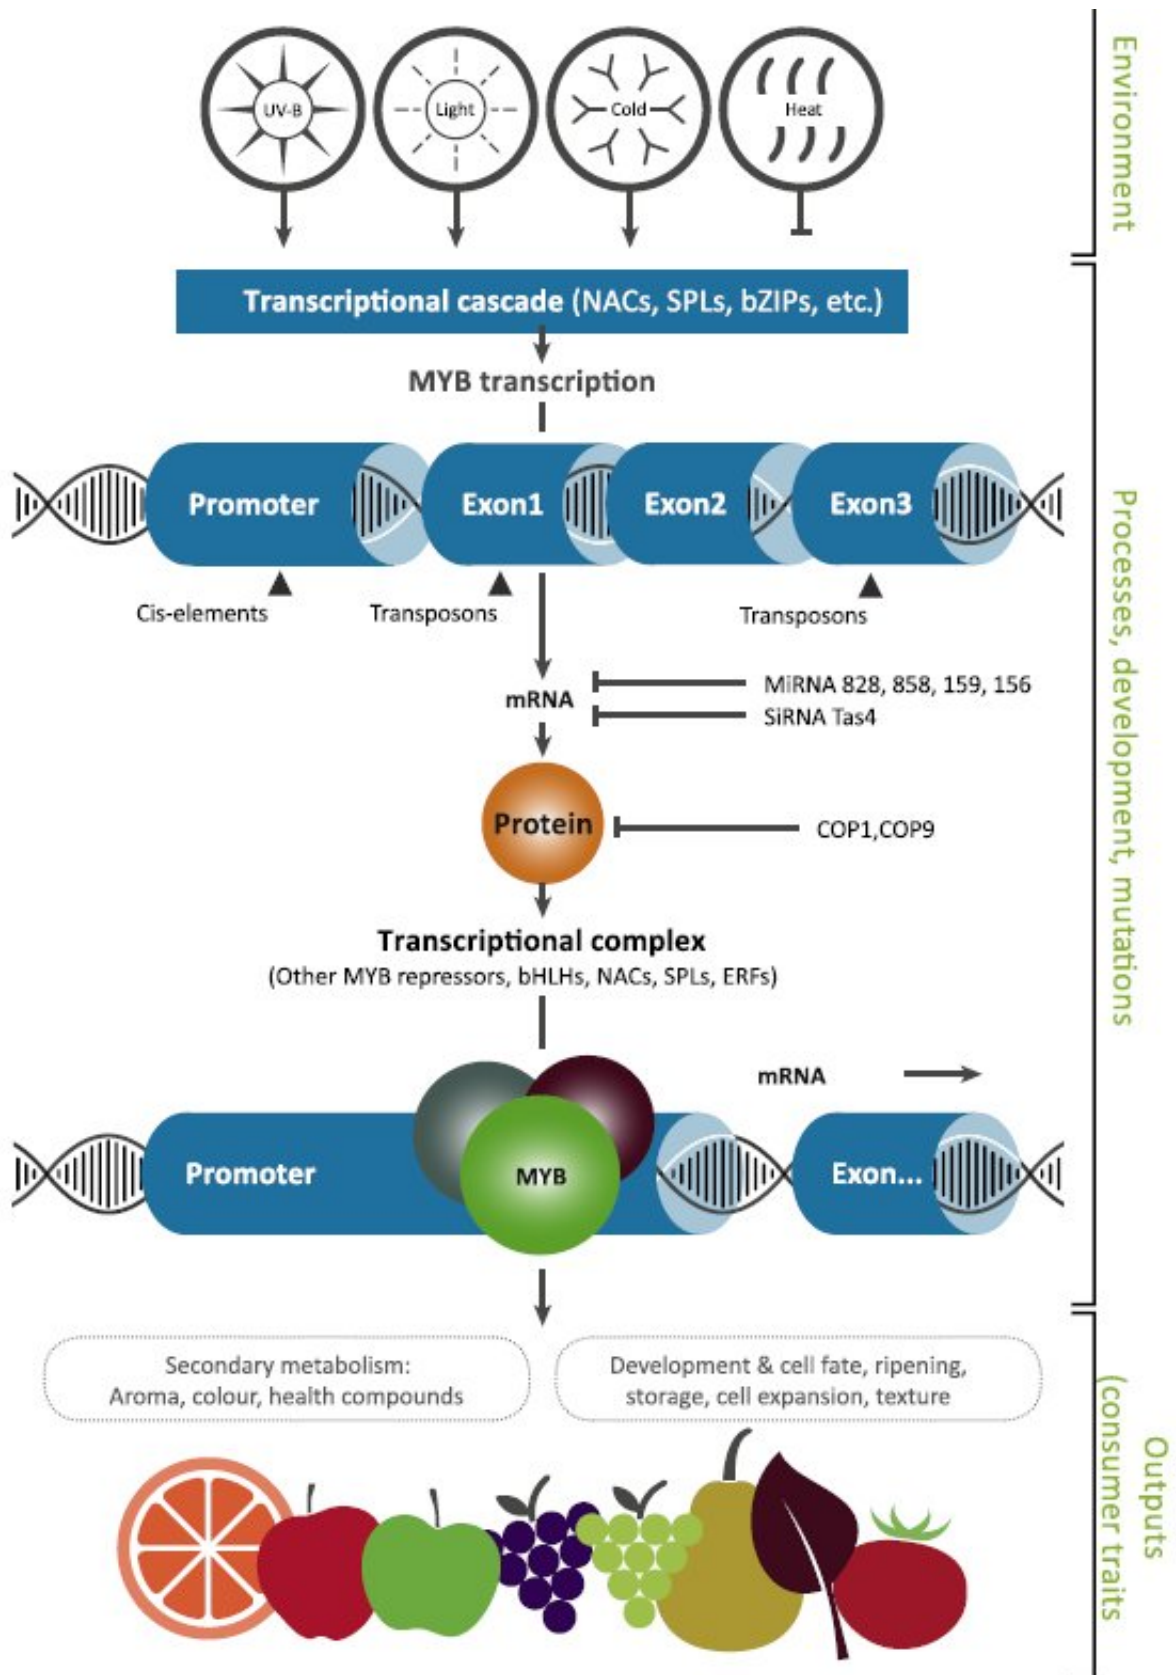 UV-B
Light
Cold
Heat
Environment
Transcriptional cascade (NACs, SPLs, bZIPs, etc.)
MYB transcription
Promoter
Exon1
Exon2
Exon3
Cis-elements
Transposons
Transposons
mRNA
MiRNA 828, 858, 159, 156
SiRNA Tas4
Protein
COP1,COP9
Processes, development, mutations
Transcriptional complex
(Other MYB repressors, bHLHs, NACs, SPLs, ERFs)
mRNA
Promoter
MYB
Exon...
Secondary metabolism:
Aroma, colour, health compounds
Development & cell fate, ripening,
storage, cell expansion, texture
Outputs
(consumer traits